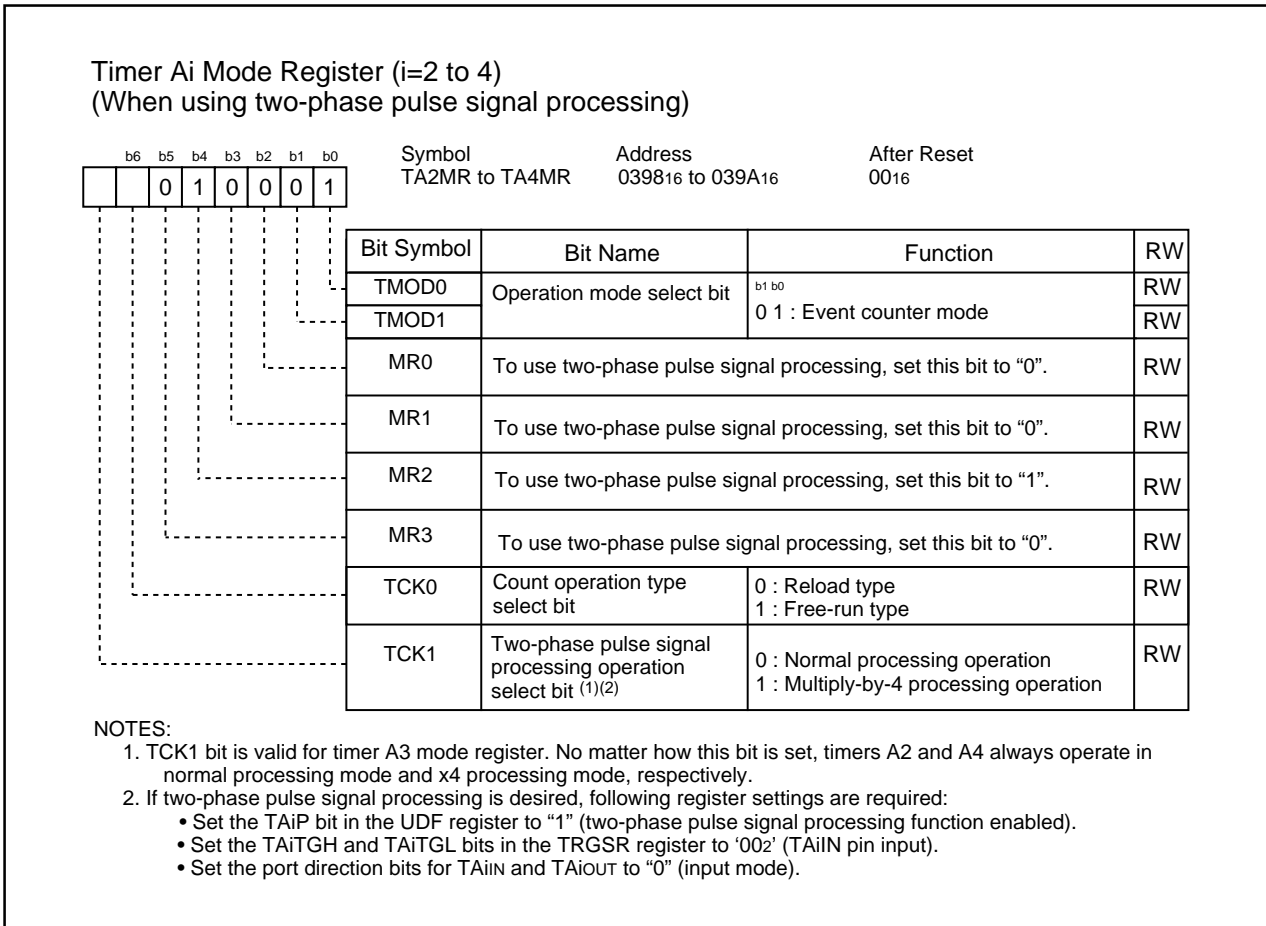 Timer Ai Mode Register (i=2 to 4)
(When using two-phase pulse signal processing)
b6 b5 b4 b3 b2 b1 b0
0 1 0 0 0 1
Symbol Address After Reset
TA2MR to TA4MR 039816 to 039A16 0016
Bit Symbol Bit Name Function RW
TMOD0 Operation mode select bit b1 b0 RW
TMOD1 0 1 : Event counter mode RW
MR0 To use two-phase pulse signal processing, set this bit to “0”. RW
MR1 To use two-phase pulse signal processing, set this bit to “0”. RW
MR2 To use two-phase pulse signal processing, set this bit to “1”. RW
MR3 To use two-phase pulse signal processing, set this bit to “0”. RW
TCK0 Count operation type 0 : Reload type RW
select bit 1 : Free-run type
TCK1 Two-phase pulse signal RW
processing operation 0 : Normal processing operation
select bit (1)(2) 1 : Multiply-by-4 processing operation
NOTES:
1. TCK1 bit is valid for timer A3 mode register. No matter how this bit is set, timers A2 and A4 always operate in
normal processing mode and x4 processing mode, respectively.
2. If two-phase pulse signal processing is desired, following register settings are required:
• Set the TAiP bit in the UDF register to “1” (two-phase pulse signal processing function enabled).
• Set the TAiTGH and TAiTGL bits in the TRGSR register to ‘002’ (TAiIN pin input).
• Set the port direction bits for TAiIN and TAiOUT to “0” (input mode).